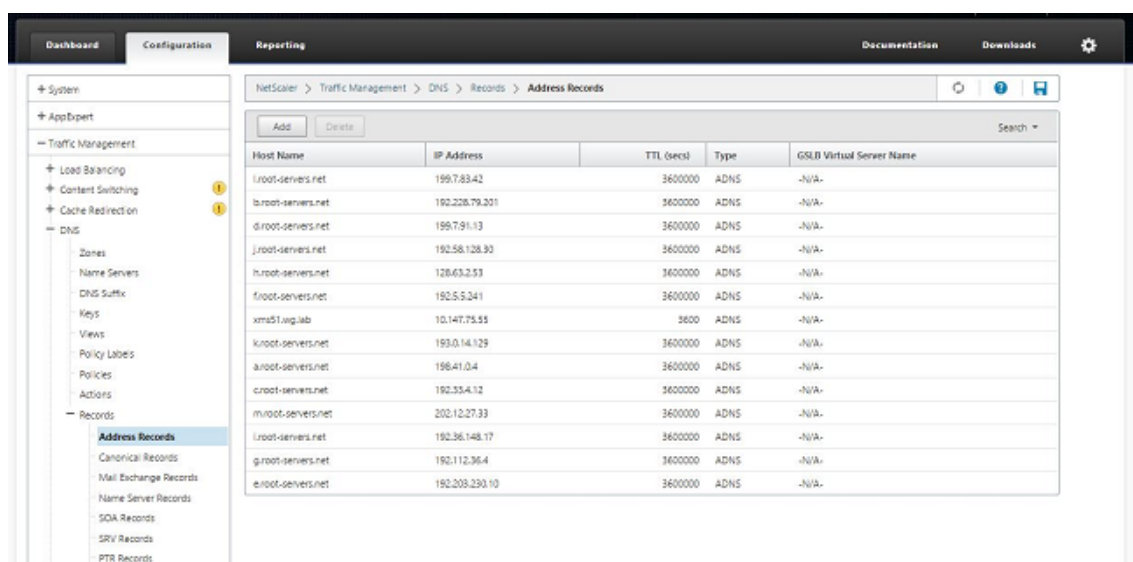 Dashboard Configuration Reporting Documentation Downloads
+ System
+ AppExpert
− Traffic Management
+ Load Balancing
+ Content Switching
+ Cache Redirection
− DNS
Zones
Name Servers
DNS Suffix
Keys
Views
Policy Labels
Policies
Actions
− Records
Address Records
Canonical Records
Mail Exchange Records
Name Server Records
SOA Records
SRV Records
PTR Records
NetScaler > Traffic Management > DNS > Records > Address Records
Add Delete Search
Host Name IP Address TTL (secs) Type GSLB Virtual Server Name
l.root-servers.net 199.7.83.42 3600000 ADNS -N/A-
b.root-servers.net 192.228.79.201 3600000 ADNS -N/A-
d.root-servers.net 199.7.91.13 3600000 ADNS -N/A-
j.root-servers.net 192.58.128.30 3600000 ADNS -N/A-
h.root-servers.net 128.63.2.53 3600000 ADNS -N/A-
f.root-servers.net 192.5.5.241 3600000 ADNS -N/A-
xms51.wg.lab 10.147.75.55 3600 ADNS -N/A-
k.root-servers.net 193.0.14.129 3600000 ADNS -N/A-
a.root-servers.net 198.41.0.4 3600000 ADNS -N/A-
c.root-servers.net 192.33.4.12 3600000 ADNS -N/A-
m.root-servers.net 202.12.27.33 3600000 ADNS -N/A-
i.root-servers.net 192.36.148.17 3600000 ADNS -N/A-
g.root-servers.net 192.112.36.4 3600000 ADNS -N/A-
e.root-servers.net 192.203.230.10 3600000 ADNS -N/A-